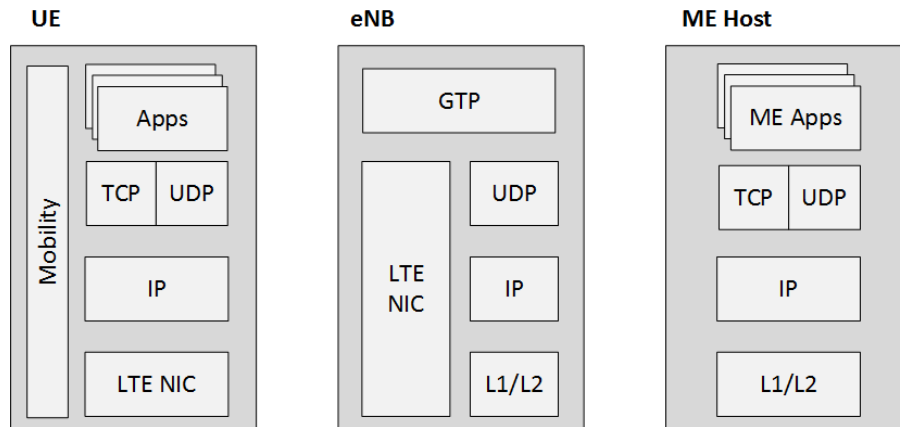 UE
Mobility
Apps
TCP UDP
IP
LTE NIC
eNB
GTP
LTE
NIC
UDP
IP
L1/L2
ME Host
ME Apps
TCP UDP
IP
L1/L2